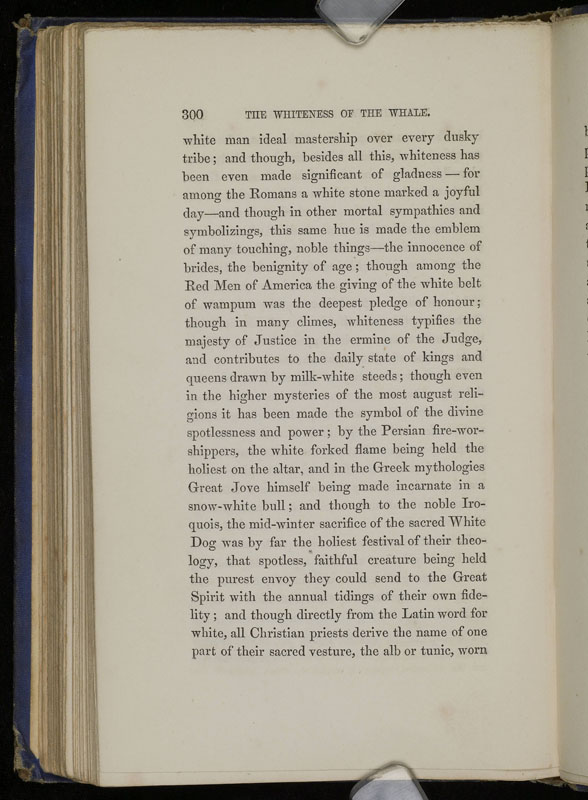 300 THE WHITENESS OF THE WHALE.
white man ideal mastership over every dusky
tribe; and though, besides all this, whiteness has
been even made significant of gladness — for
among the Romans a white stone marked a joyful
day—and though in other mortal sympathies and
symbolizings, this same hue is made the emblem
of many touching, noble things—the innocence of
brides, the benignity of age; though among the
Red Men of America the giving of the white belt
of wampum was the deepest pledge of honour;
though in many climes, whiteness typifies the
majesty of Justice in the ermine of the Judge,
and contributes to the daily state of kings and
queens drawn by milk-white steeds; though even
in the higher mysteries of the most august reli-
gions it has been made the symbol of the divine
spotlessness and power; by the Persian fire-wor-
shippers, the white forked flame being held the
holiest on the altar, and in the Greek mythologies
Great Jove himself being made incarnate in a
snow-white bull; and though to the noble Iro-
quois, the mid-winter sacrifice of the sacred White
Dog was by far the holiest festival of their theo-
logy, that spotless, faithful creature being held
the purest envoy they could send to the Great
Spirit with the annual tidings of their own fide-
lity; and though directly from the Latin word for
white, all Christian priests derive the name of one
part of their sacred vesture, the alb or tunic, worn